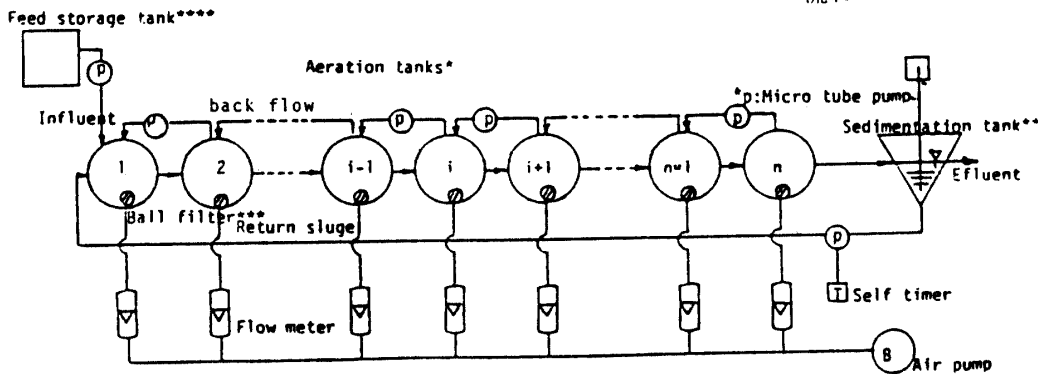 Feed storage tank****
p
Aeration tanks*
Influent
back flow
p
p
p
*p:Micro tube pump
Sedimentation tank**
1
2
i-1
i
i+1
n-1
n
Efluent
Ball filter***
Return sluge
p
T
Self timer
Flow meter
B
Air pump